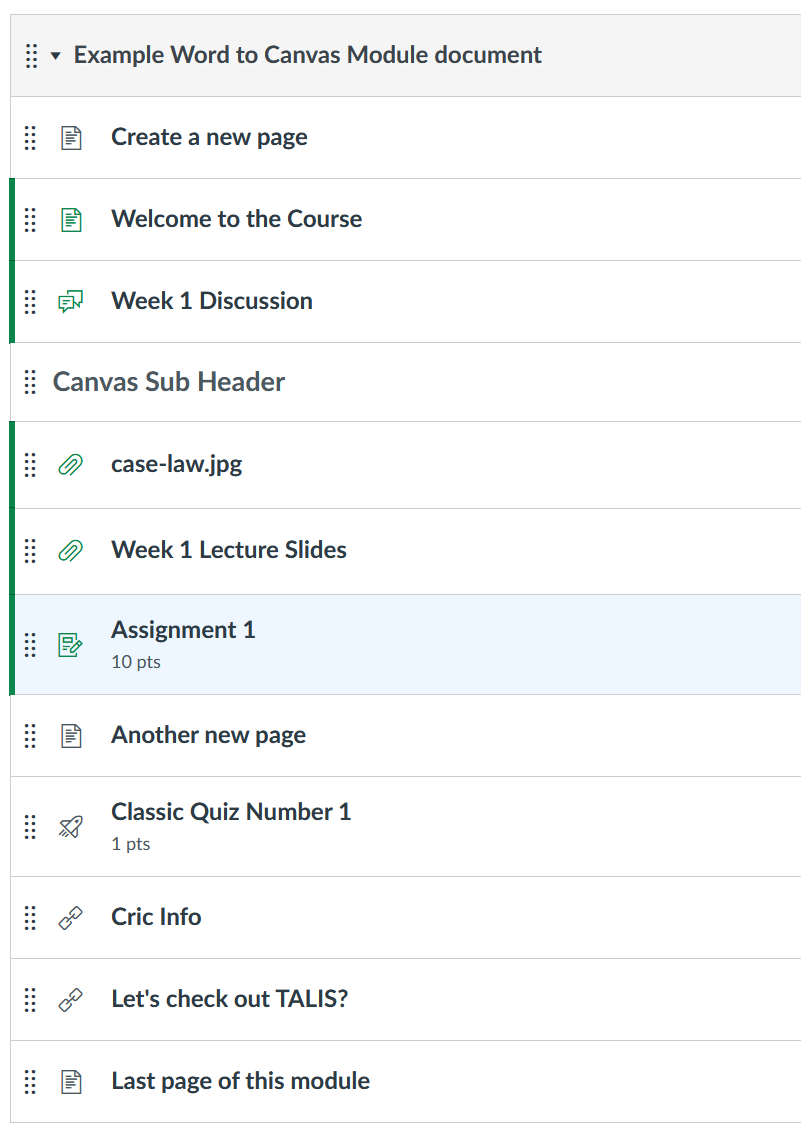 Example Word to Canvas Module document
Create a new page
Welcome to the Course
Week 1 Discussion
Canvas Sub Header
case-law.jpg
Week 1 Lecture Slides
Assignment 1
10 pts
Another new page
Classic Quiz Number 1
1 pts
Cric Info
Let's check out TALIS?
Last page of this module